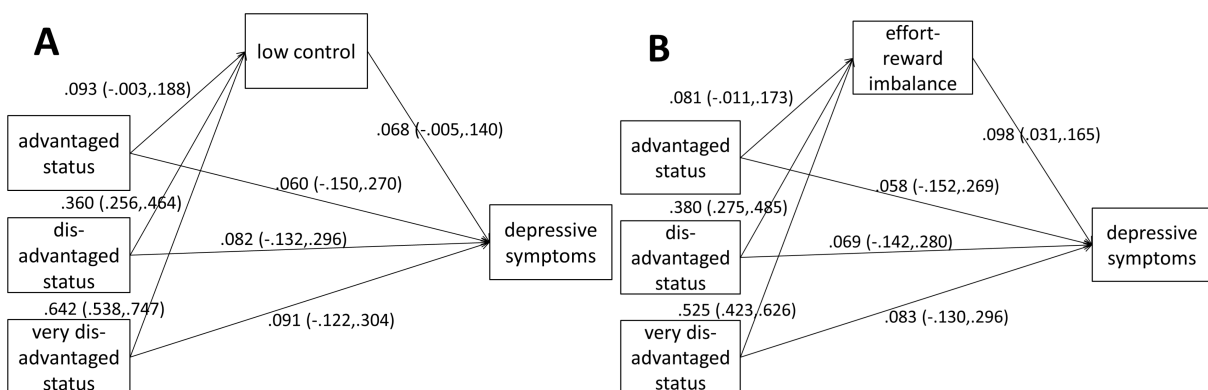 A
low control
.093 (-.003,.188)
advantaged
status
.068 (-.005,.140)
.060 (-.150,.270)
.360 (.256,.464)
dis-
advantaged
status
.082 (-.132,.296)
depressive
symptoms
.642 (.538,.747)
very dis-
advantaged
status
.091 (-.122,.304)
B
effort-
reward
imbalance
.081 (-.011,.173)
advantaged
status
.098 (.031,.165)
.058 (-.152,.269)
.380 (.275,.485)
dis-
advantaged
status
.069 (-.142,.280)
depressive
symptoms
.525 (.423,.626)
very dis-
advantaged
status
.083 (-.130,.296)